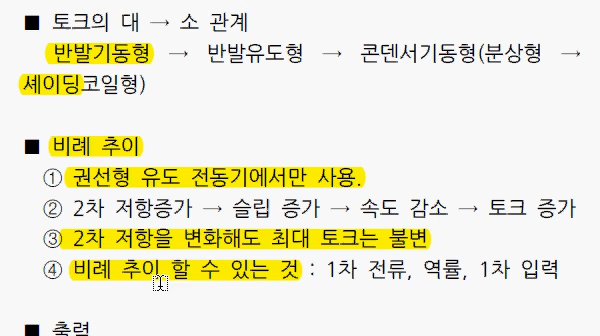 ■ 토크의 대 → 소 관계
반발기동형 → 반발유도형 → 콘덴서기동형(분상형 →
셰이딩코일형)
■ 비례 추이
① 권선형 유도 전동기에서만 사용.
② 2차 저항증가 → 슬립 증가 → 속도 감소 → 토크 증가
③ 2차 저항을 변화해도 최대 토크는 불변
④ 비례 추이 할 수 있는 것 : 1차 전류, 역률, 1차 입력
■ 출력